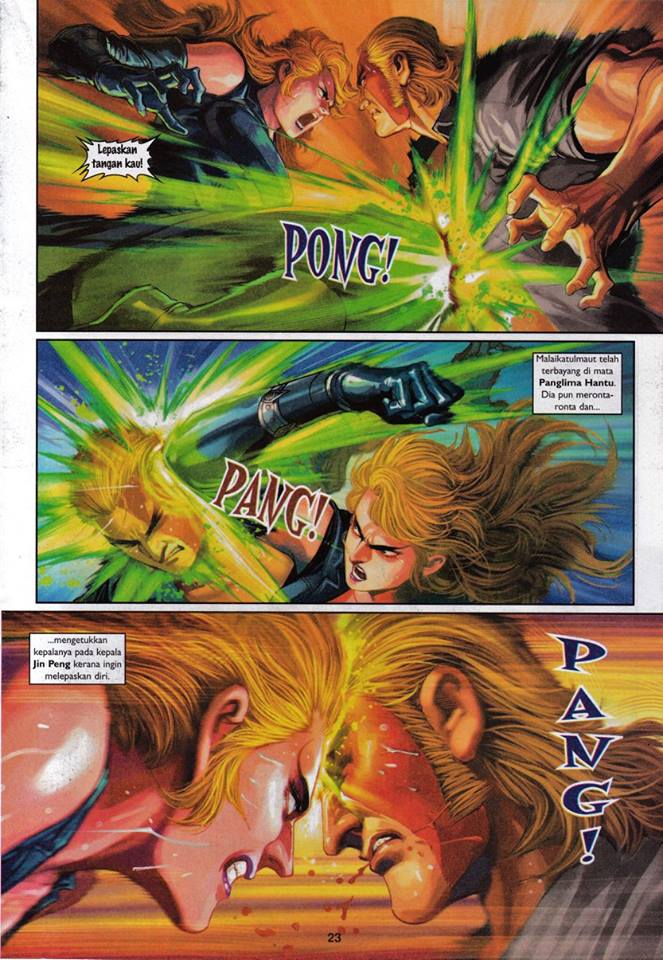 Lepaskan
tangan kau!
PONG!
Malaikatulmaut telah
terbayang di mata
Panglima Hantu.
Dia pun meronta-
ronta dan...
PANG!
...mengetukkan
kepalanya pada kepala
Jin Peng kerana ingin
melepaskan diri.
PANG!
23